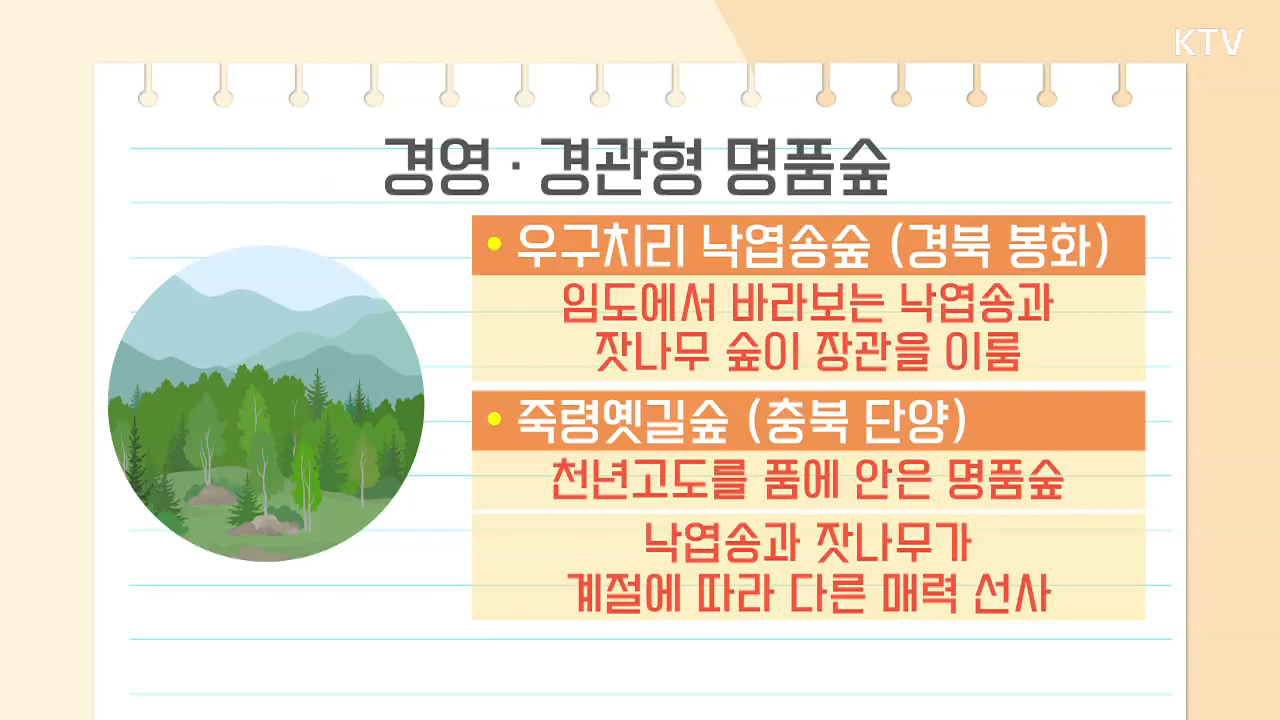 KTV
경영·경관형 명품숲
• 우구치리 낙엽송숲 (경북 봉화)
임도에서 바라보는 낙엽송과
잣나무 숲이 장관을 이룸
• 죽령옛길숲 (충북 단양)
천년고도를 품에 안은 명품숲
낙엽송과 잣나무가
계절에 따라 다른 매력 선사